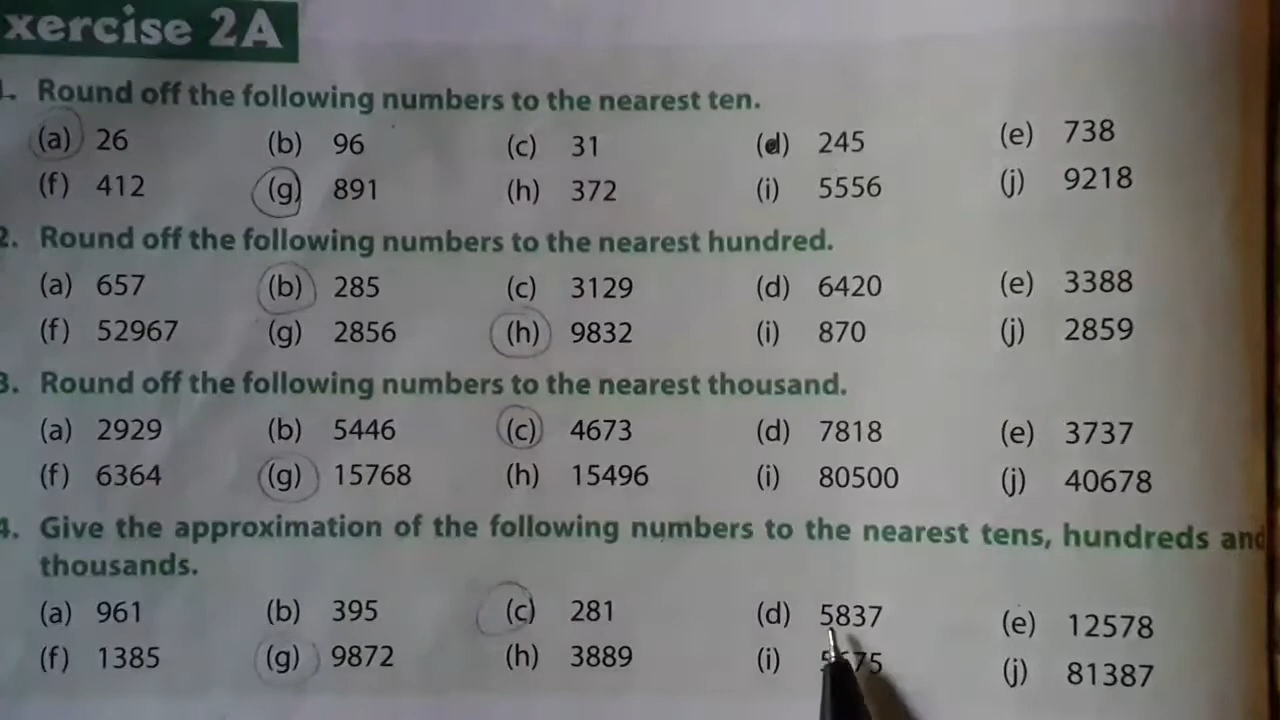 xercise 2A
1. Round off the following numbers to the nearest ten.
(a) 26 (b) 96 (c) 31 (d) 245 (e) 738
(f) 412 (g) 891 (h) 372 (i) 5556 (j) 9218
2. Round off the following numbers to the nearest hundred.
(a) 657 (b) 285 (c) 3129 (d) 6420 (e) 3388
(f) 52967 (g) 2856 (h) 9832 (i) 870 (j) 2859
3. Round off the following numbers to the nearest thousand.
(a) 2929 (b) 5446 (c) 4673 (d) 7818 (e) 3737
(f) 6364 (g) 15768 (h) 15496 (i) 80500 (j) 40678
4. Give the approximation of the following numbers to the nearest tens, hundreds and
thousands.
(a) 961 (b) 395 (c) 281 (d) 5837 (e) 12578
(f) 1385 (g) 9872 (h) 3889 (i) (j) 81387